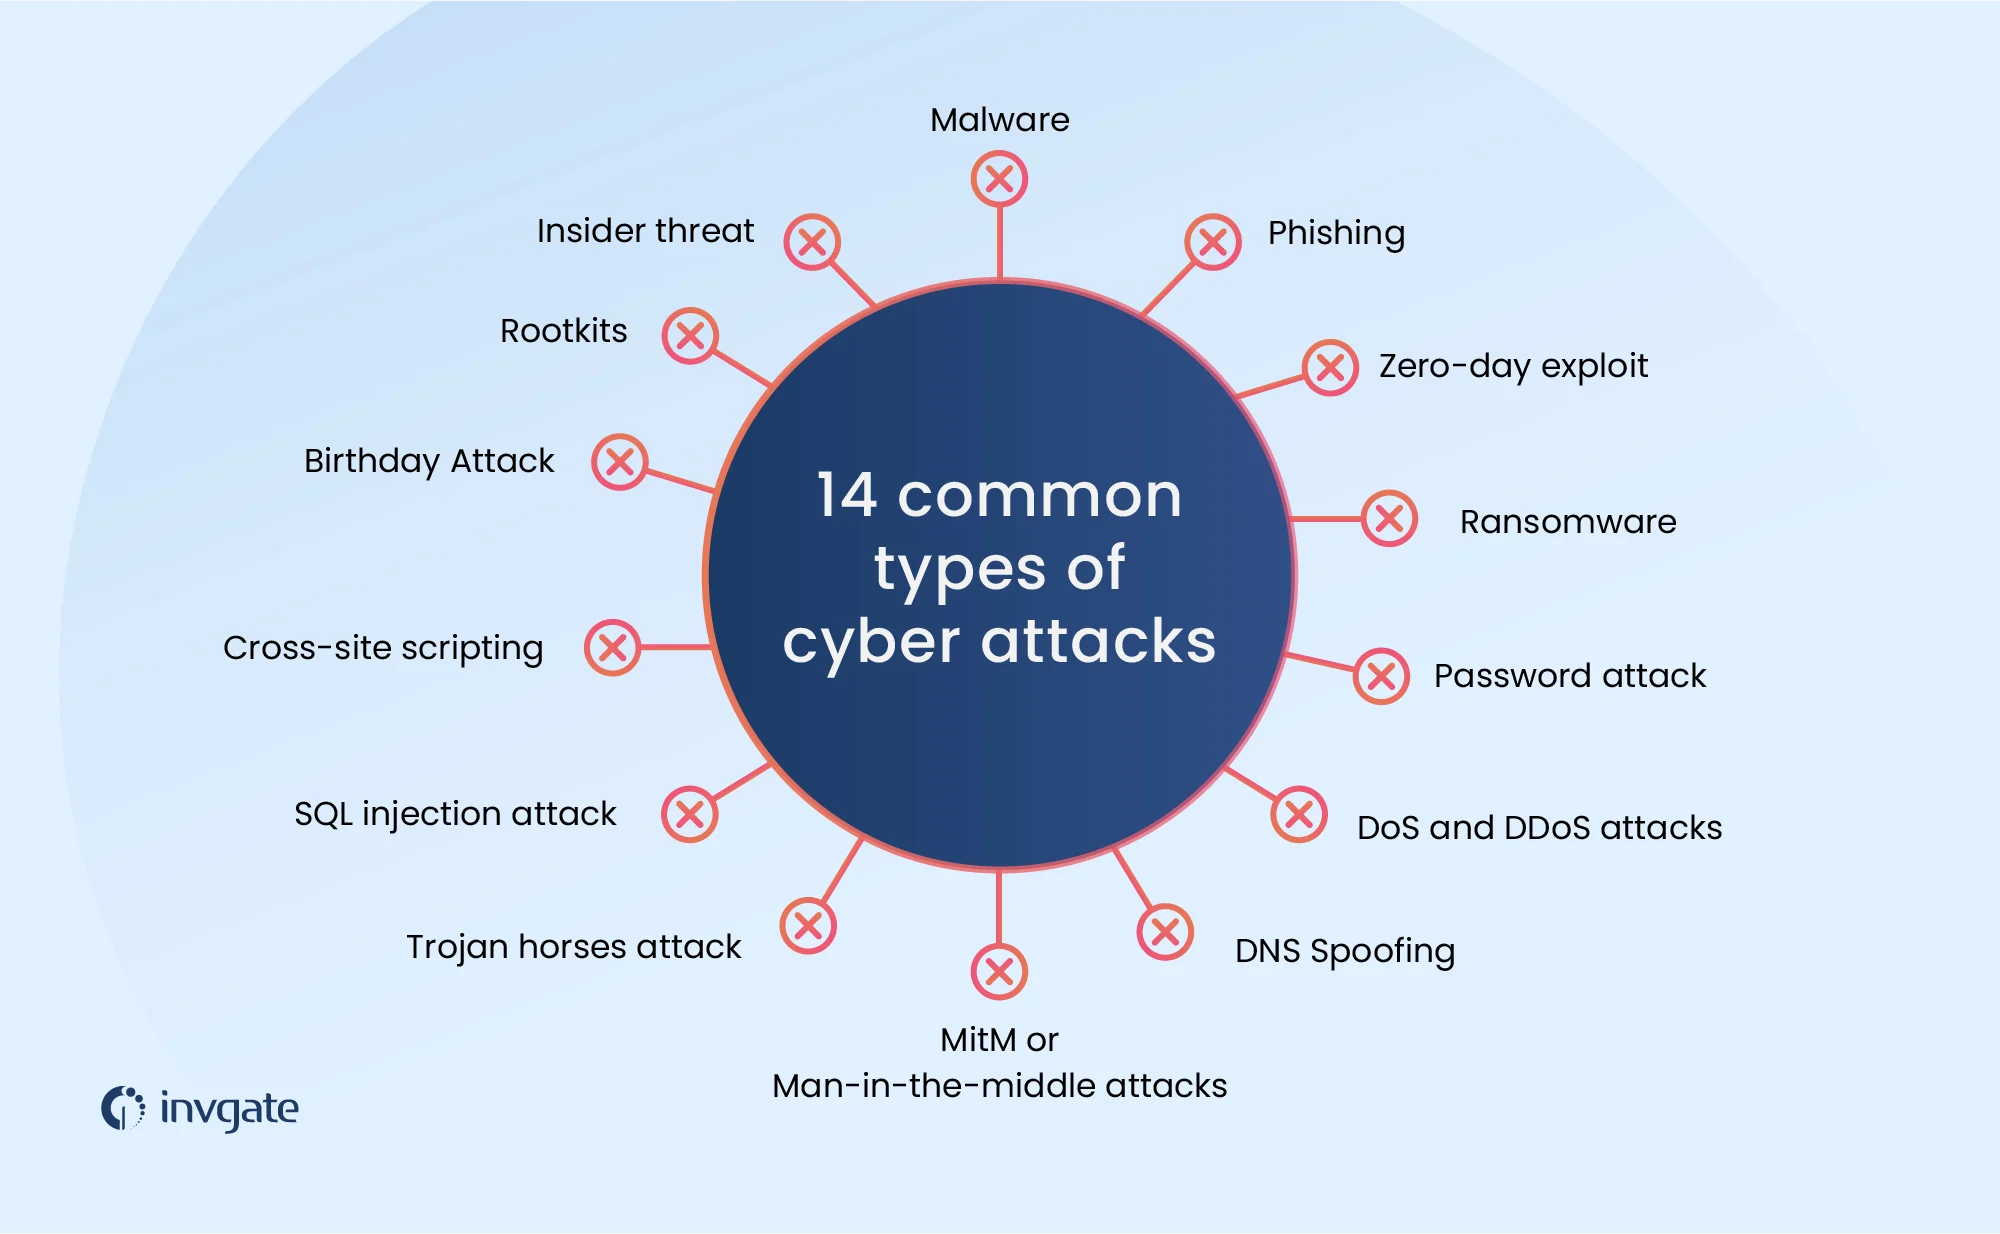 Malware
Insider threat
Phishing
Rootkits
Zero-day exploit
Birthday Attack
14 common
types of
cyber attacks
Ransomware
Cross-site scripting
Password attack
SQL injection attack
DoS and DDoS attacks
Trojan horses attack
DNS Spoofing
MitM or
Man-in-the-middle attacks
invgate